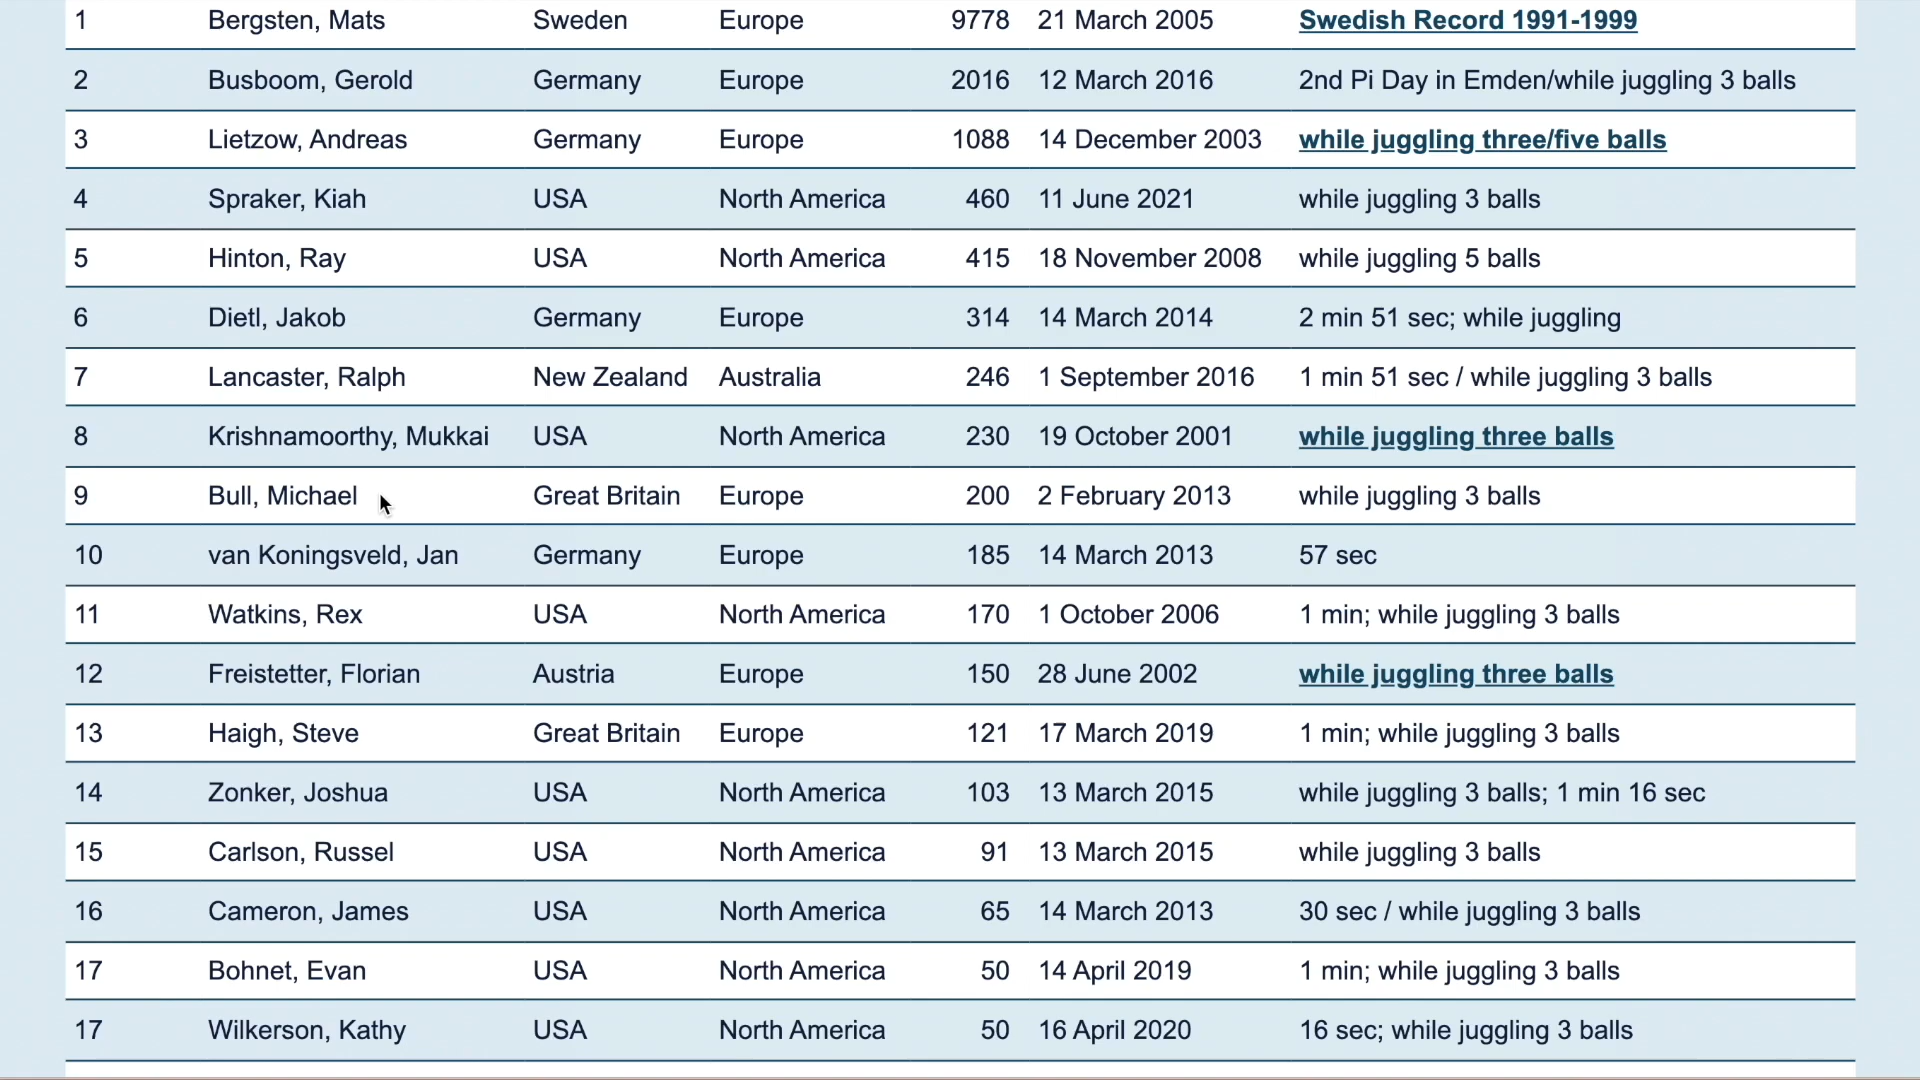 1 Bergsten, Mats Sweden Europe 9778 21 March 2005 Swedish Record 1991-1999
2 Busboom, Gerold Germany Europe 2016 12 March 2016 2nd Pi Day in Emden/while juggling 3 balls
3 Lietzow, Andreas Germany Europe 1088 14 December 2003 while juggling three/five balls
4 Spraker, Kiah USA North America 460 11 June 2021 while juggling 3 balls
5 Hinton, Ray USA North America 415 18 November 2008 while juggling 5 balls
6 Dietl, Jakob Germany Europe 314 14 March 2014 2 min 51 sec; while juggling
7 Lancaster, Ralph New Zealand Australia 246 1 September 2016 1 min 51 sec / while juggling 3 balls
8 Krishnamoorthy, Mukkai USA North America 230 19 October 2001 while juggling three balls
9 Bull, Michael Great Britain Europe 200 2 February 2013 while juggling 3 balls
10 van Koningsveld, Jan Germany Europe 185 14 March 2013 57 sec
11 Watkins, Rex USA North America 170 1 October 2006 1 min; while juggling 3 balls
12 Freistetter, Florian Austria Europe 150 28 June 2002 while juggling three balls
13 Haigh, Steve Great Britain Europe 121 17 March 2019 1 min; while juggling 3 balls
14 Zonker, Joshua USA North America 103 13 March 2015 while juggling 3 balls; 1 min 16 sec
15 Carlson, Russel USA North America 91 13 March 2015 while juggling 3 balls
16 Cameron, James USA North America 65 14 March 2013 30 sec / while juggling 3 balls
17 Bohnet, Evan USA North America 50 14 April 2019 1 min; while juggling 3 balls
17 Wilkerson, Kathy USA North America 50 16 April 2020 16 sec; while juggling 3 balls